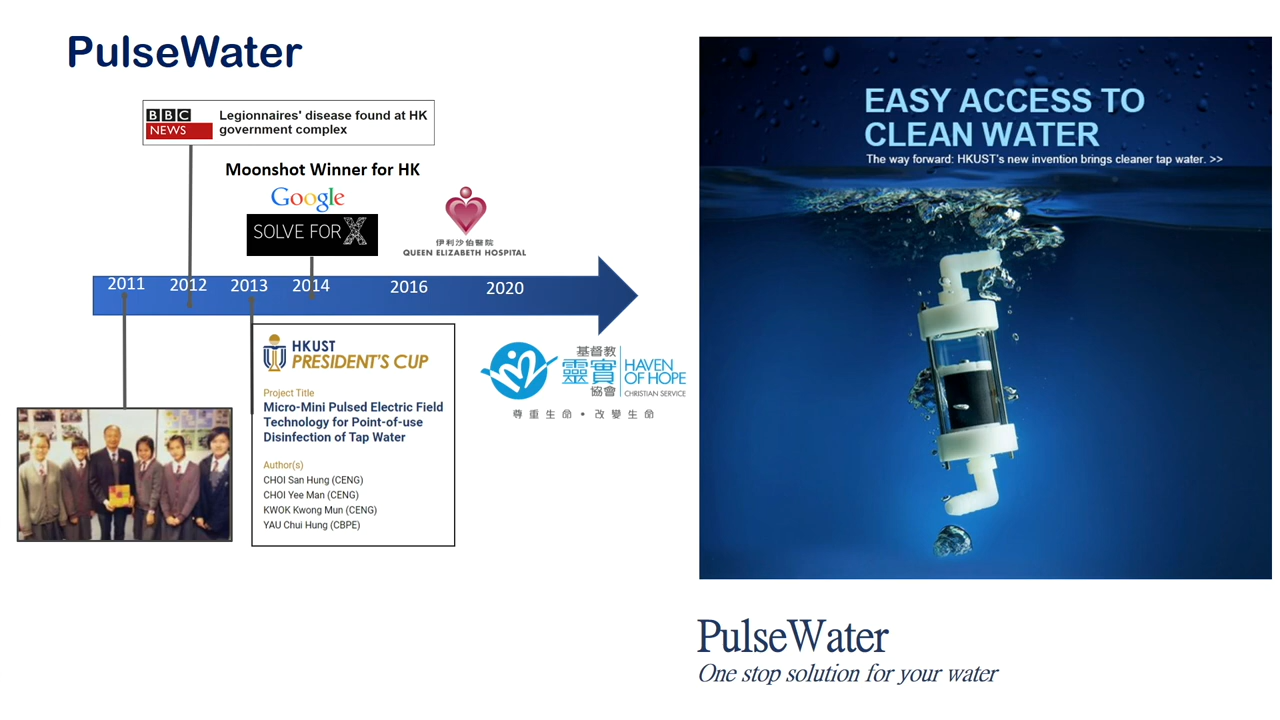 PulseWater
BBC
NEWS
Legionnaires' disease found at HK
government complex
Moonshot Winner for HK
Google
SOLVE FOR X
伊利沙伯醫院
QUEEN ELIZABETH HOSPITAL
2011
2012
2013
2014
2016
2020
HKUST
PRESIDENT'S CUP
Project Title
Micro-Mini Pulsed Electric Field
Technology for Point-of-use
Disinfection of Tap Water
Author(s)
CHOI San Hung (CENG)
CHOI Yee Man (CENG)
KWOK Kwong Mun (CENG)
YAU Chui Hung (CBPE)
基督教
靈實
協會
HAVEN
OF HOPE
CHRISTIAN SERVICE
尊重生命•改變生命
EASY ACCESS TO
CLEAN WATER
The way forward: HKUST's new invention brings cleaner tap water. >>
PulseWater
One stop solution for your water